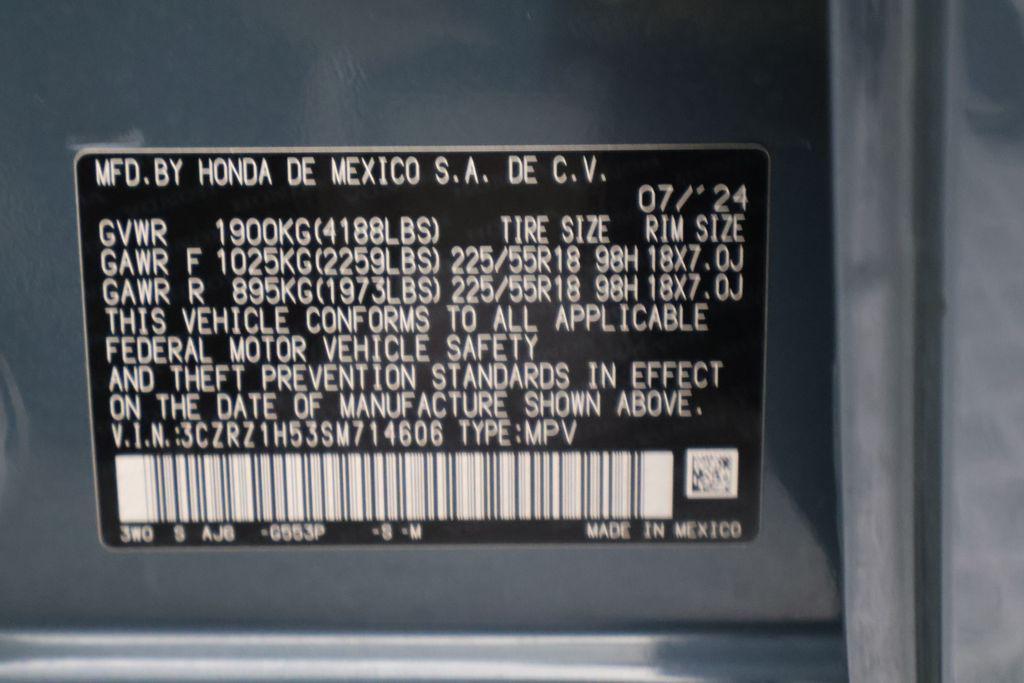 MFD.BY HONDA DE MEXICO S.A. DE C.V.
07/'24
GVWR 1900KG(4188LBS) TIRE SIZE RIM SIZE
GAWR F 1025KG(2259LBS) 225/55R18 98H 18X7.0J
GAWR R 895KG(1973LBS) 225/55R18 98H 18X7.0J
THIS VEHICLE CONFORMS TO ALL APPLICABLE
FEDERAL MOTOR VEHICLE SAFETY
AND THEFT PREVENTION STANDARDS IN EFFECT
ON THE DATE OF MANUFACTURE SHOWN ABOVE.
V.I.N.:3CZRZ1H53SM714606 TYPE:MPV
3W0 S AJ6 -G553P -S -M MADE IN MEXICO